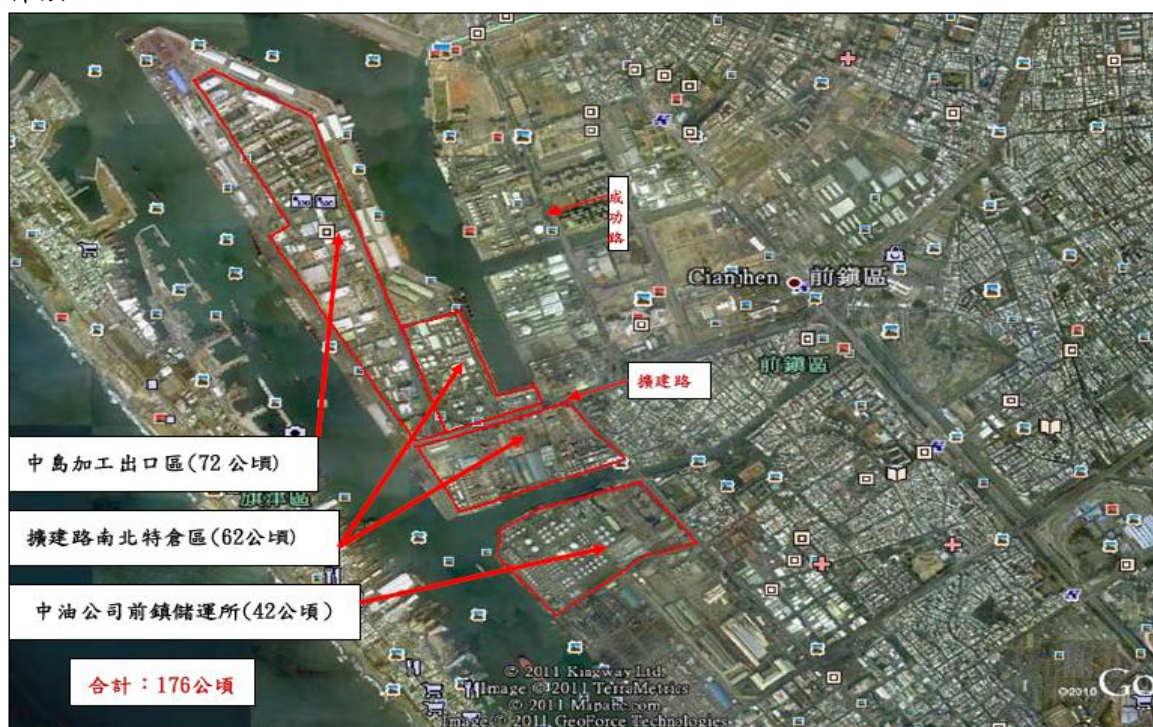 成功路
Cianjhen 前鎮區
前鎮區
擴建路
中島加工出口區(72 公頃)
旗津區
擴建路南北特倉區(62公頃)
中油公司前鎮儲運所(42公頃)
合計：176公頃
© 2011 Kingway Ltd.
Image © 2011 TerraMetrics
© 2011 Mapabc.com
Image © 2011 GeoForce Technologies
©2010 Go